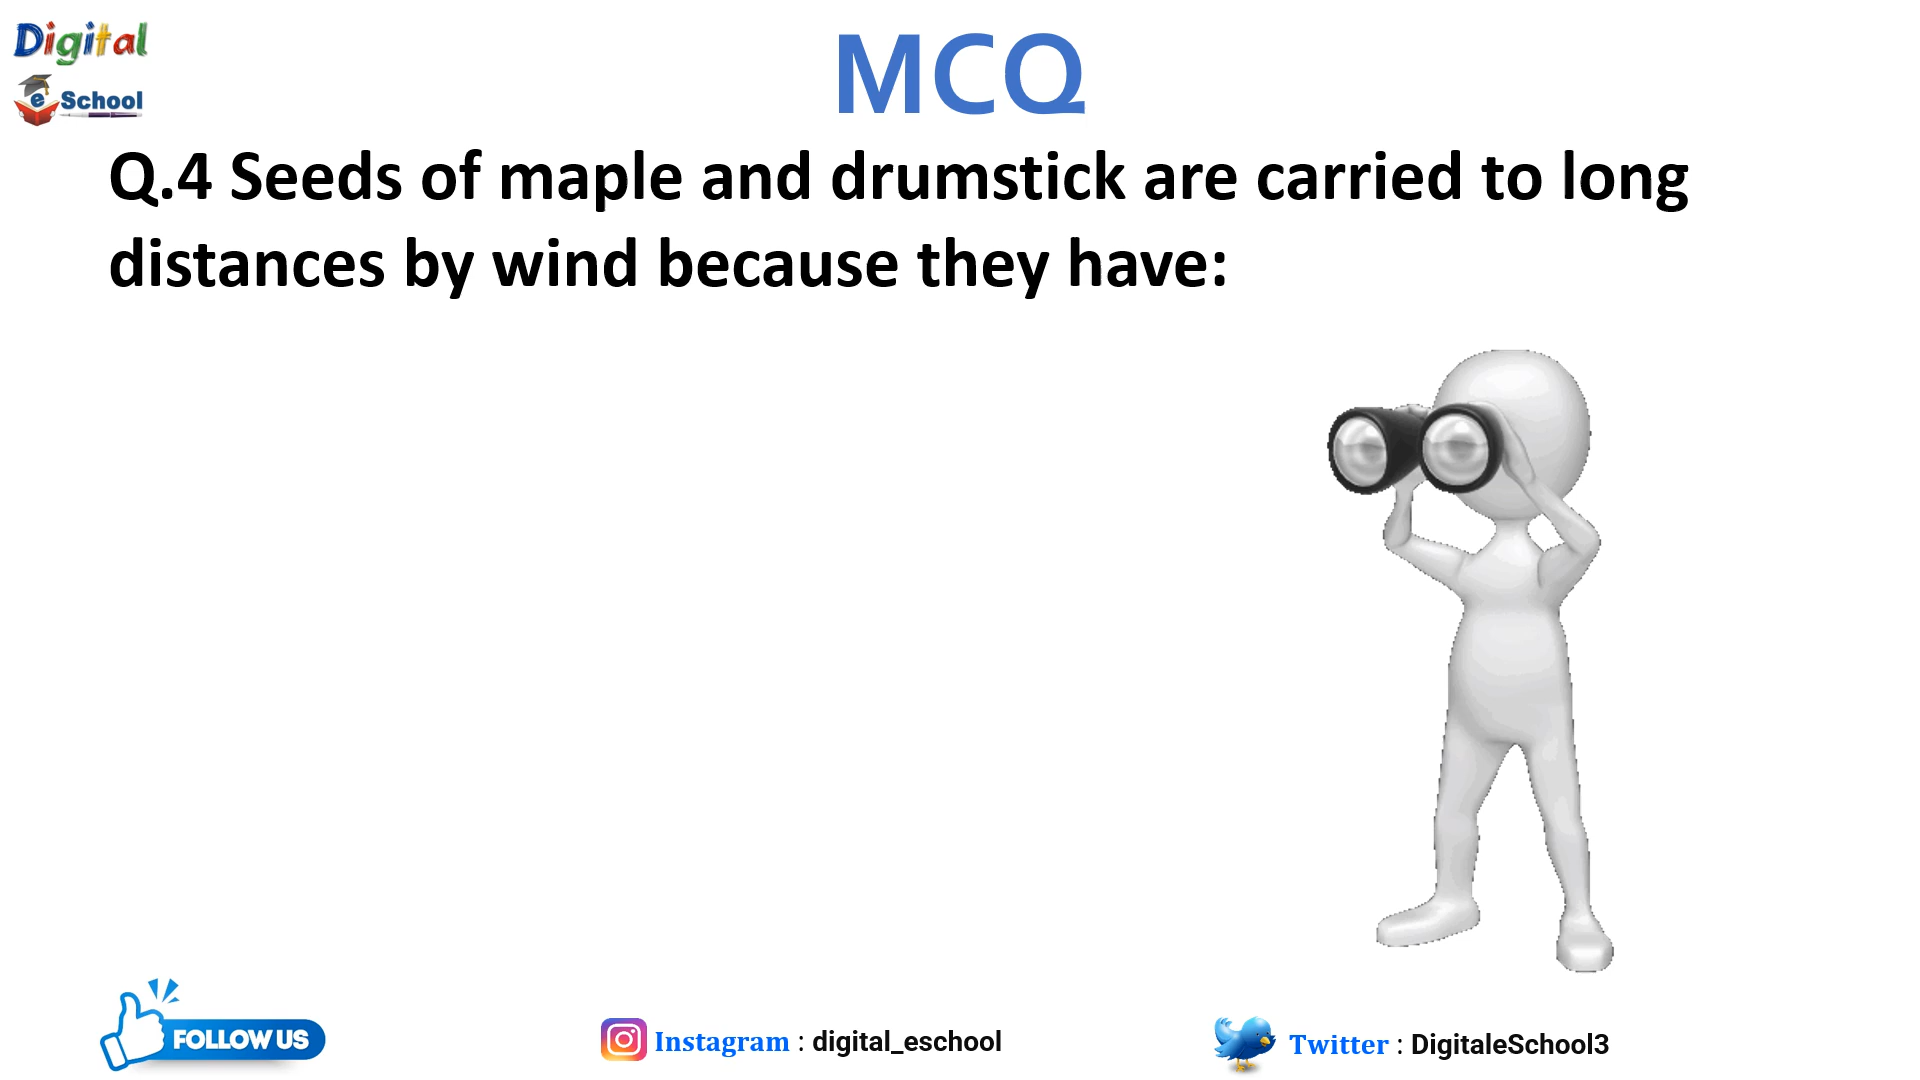 Digital
e School
MCQ
Q.4 Seeds of maple and drumstick are carried to long
distances by wind because they have:
FOLLOW US
Instagram : digital_eschool
Twitter : DigitaleSchool3